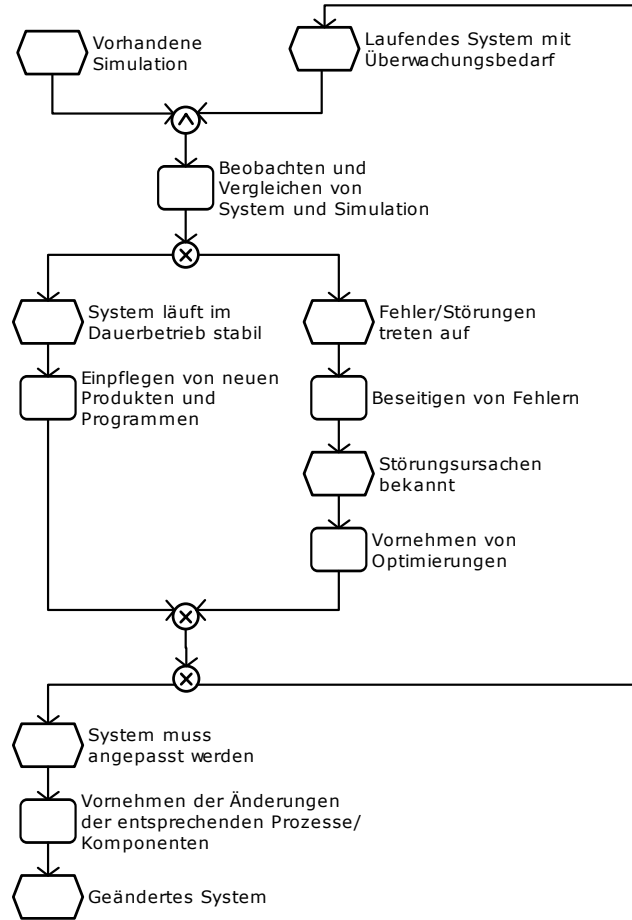 Vorhandene
Simulation
Laufendes System mit
Überwachungsbedarf
Beobachten und
Vergleichen von
System und Simulation
System läuft im
Dauerbetrieb stabil
Fehler/Störungen
treten auf
Einpflegen von neuen
Produkten und
Programmen
Beseitigen von Fehlern
Störungsursachen
bekannt
Vornehmen von
Optimierungen
System muss
angepasst werden
Vornehmen der Änderungen
der entsprechenden Prozesse/
Komponenten
Geändertes System